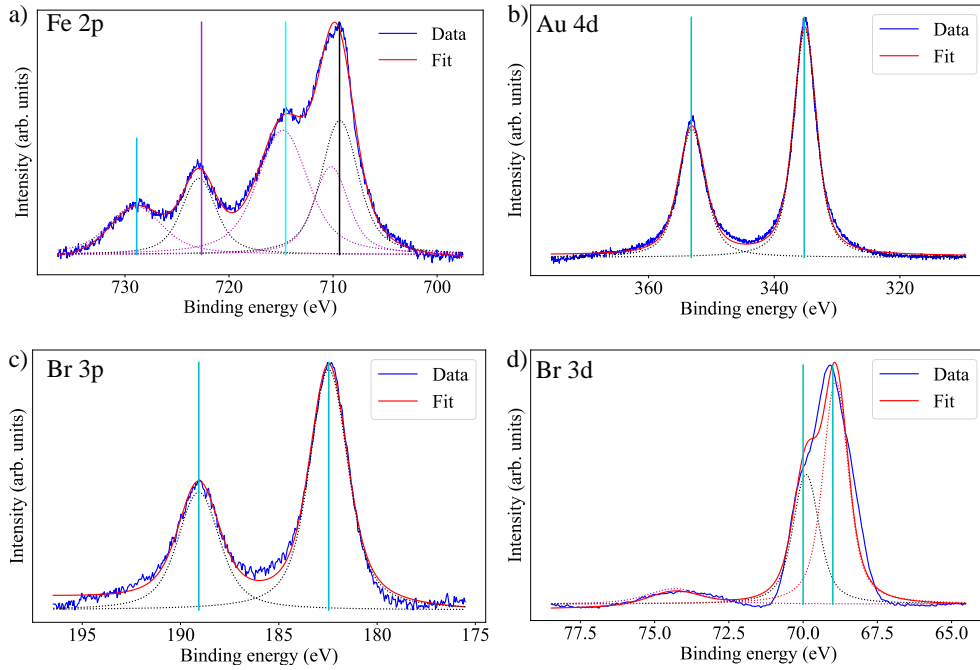 a) Fe 2p
Data
Fit
Intensity (arb. units)
730 720 710 700
Binding energy (eV)
b) Au 4d
Data
Fit
Intensity (arb. units)
360 340 320
Binding energy (eV)
c) Br 3p
Data
Fit
Intensity (arb. units)
195 190 185 180 175
Binding energy (eV)
d) Br 3d
Data
Fit
Intensity (arb. units)
77.5 75.0 72.5 70.0 67.5 65.0
Binding energy (eV)